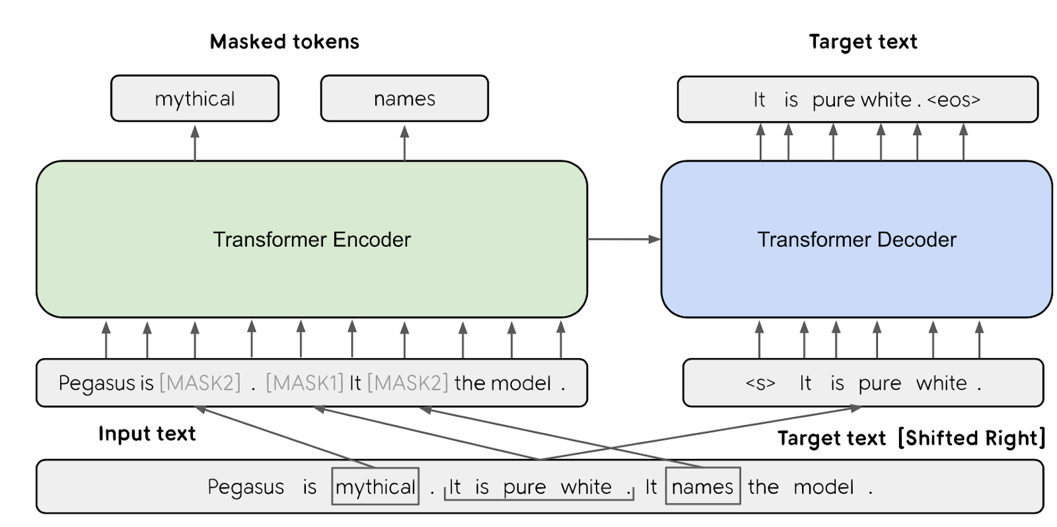 Masked tokens Target text
mythical names It is pure white . <eos>
Transformer Encoder Transformer Decoder
Pegasus is [MASK2] . [MASK1] It [MASK2] the model . <s> It is pure white .
Input text Target text [Shifted Right]
Pegasus is mythical . It is pure white . It names the model .